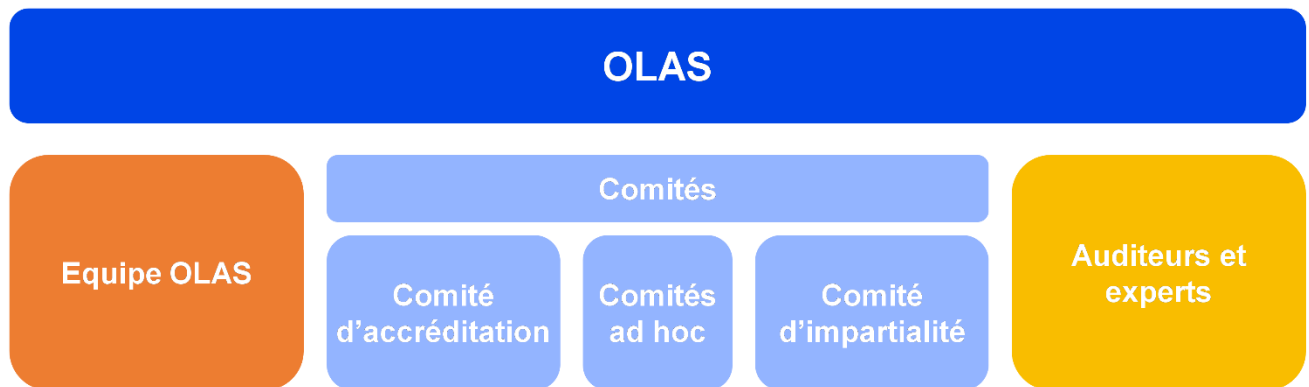 OLAS
Equipe OLAS
Comités
Comité
d’accréditation
Comités
ad hoc
Comité
d’impartialité
Auditeurs et
experts